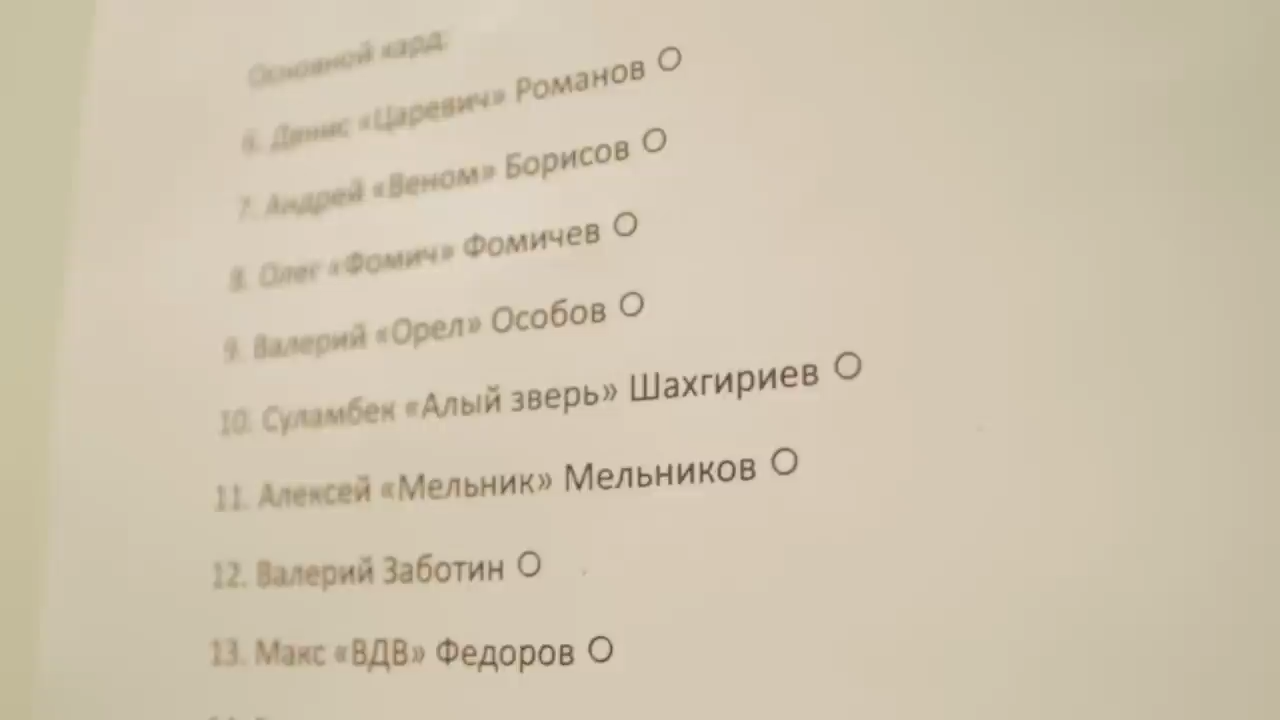 Основной кард:
6. Денис «Царевич» Романов O
7. Андрей «Веном» Борисов O
8. Олег «Фомич» Фомичев O
9. Валерий «Орел» Особов O
10. Суламбек «Алый зверь» Шахгириев O
11. Алексей «Мельник» Мельников O
12. Валерий Заботин O
13. Макс «ВДВ» Федоров O